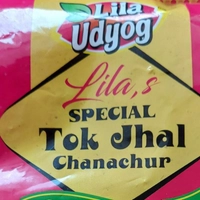 Lila
Udyog
Lila,s
SPECIAL
Tok Jhal
Chanachur